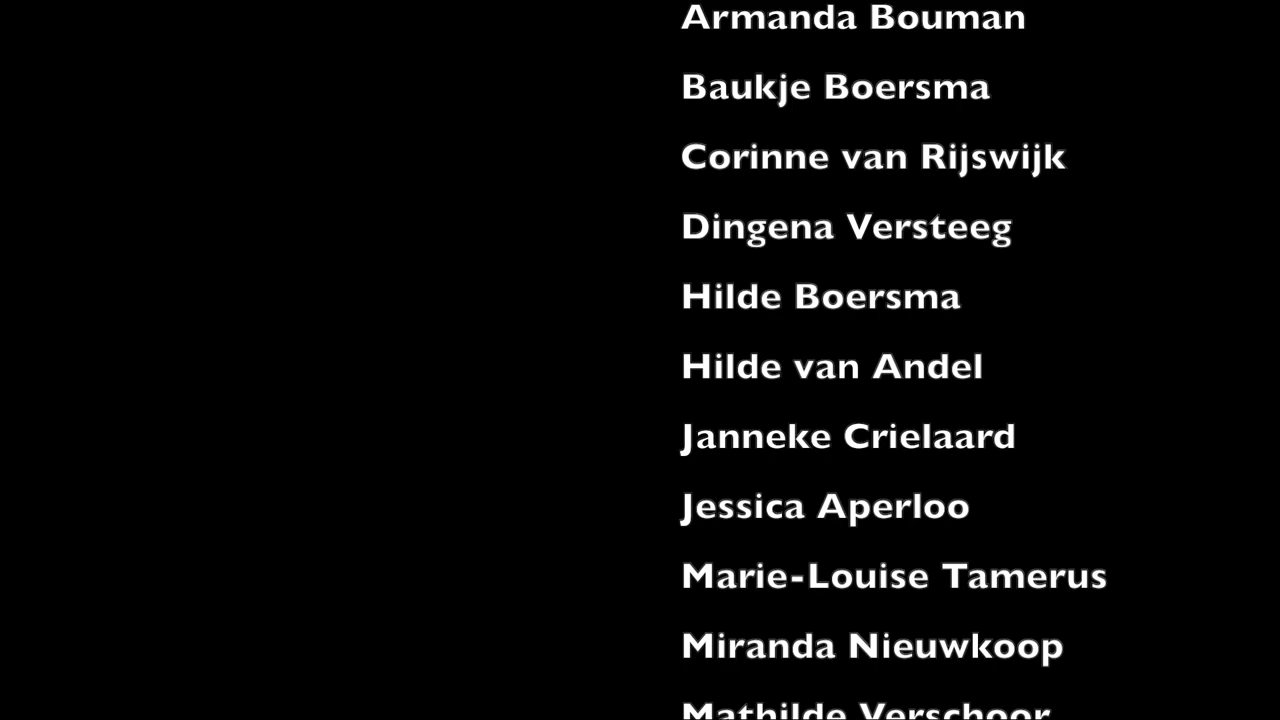 Armanda Bouman
Baukje Boersma
Corinne van Rijswijk
Dingena Versteeg
Hilde Boersma
Hilde van Andel
Janneke Crielaard
Jessica Aperloo
Marie-Louise Tamerus
Miranda Nieuwkoop
Mathilde Verschoor